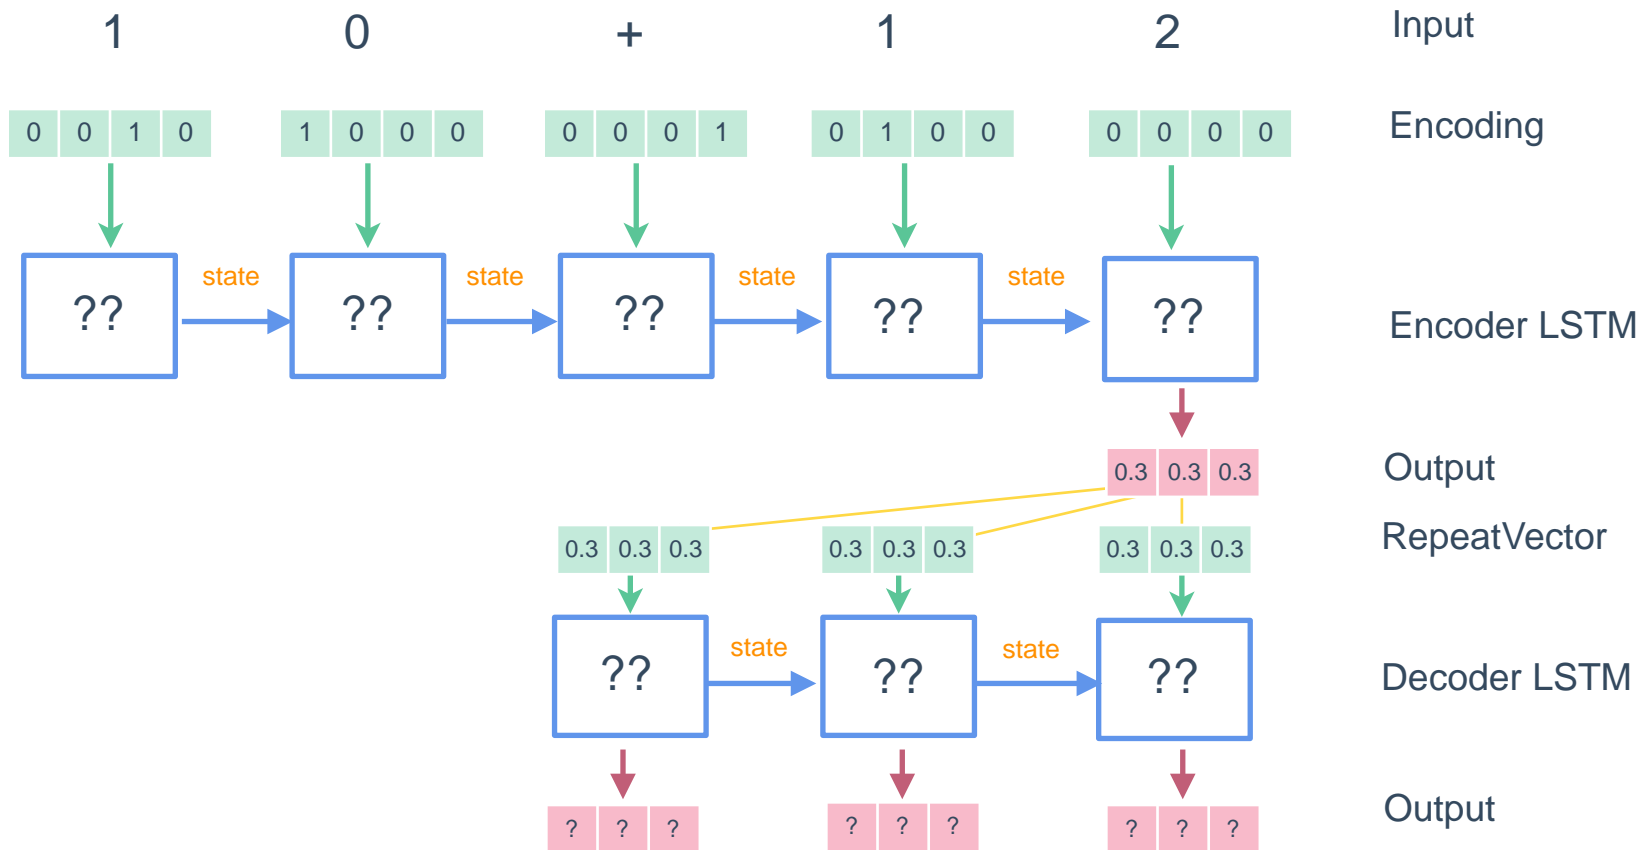 1 0 + 1 2 Input
0 0 1 0 1 0 0 0 0 0 0 1 0 1 0 0 0 0 0 0 Encoding
state state state state
?? ?? ?? ?? ?? Encoder LSTM
0.3 0.3 0.3 Output
0.3 0.3 0.3 0.3 0.3 0.3 0.3 0.3 0.3 RepeatVector
state state
?? ?? ?? Decoder LSTM
? ? ? ? ? ? ? ? ? Output